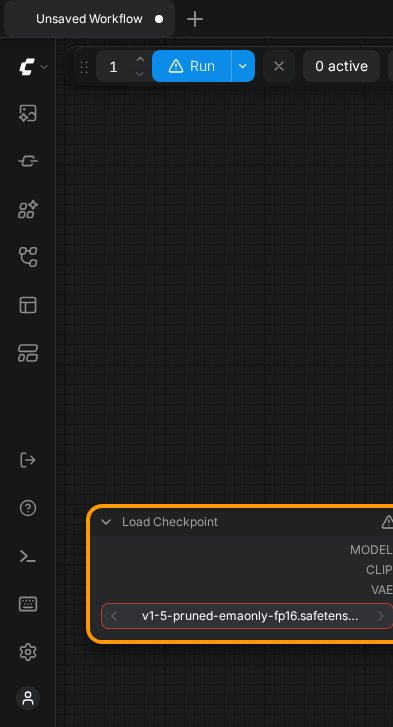 Unsaved Workflow
1
Run
0 active
Load Checkpoint
MODEL
CLIP
VAE
v1-5-pruned-emaonly-fp16.safetens...